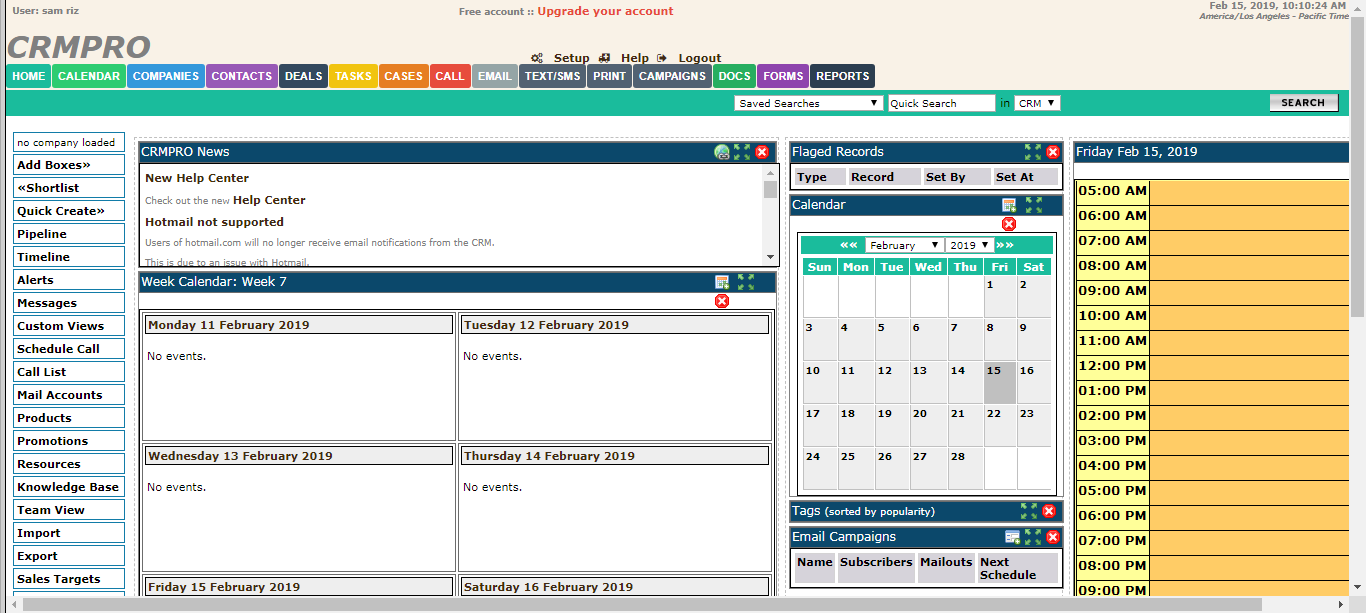 User: sam riz
Free account :: Upgrade your account
Feb 15, 2019, 10:10:24 AM
America/Los Angeles - Pacific Time
CRMPRO
Setup Help Logout
HOME CALENDAR COMPANIES CONTACTS DEALS TASKS CASES CALL EMAIL TEXT/SMS PRINT CAMPAIGNS DOCS FORMS REPORTS
Saved Searches Quick Search in CRM SEARCH
no company loaded
Add Boxes»
«Shortlist
Quick Create»
Pipeline
Timeline
Alerts
Messages
Custom Views
Schedule Call
Call List
Mail Accounts
Products
Promotions
Resources
Knowledge Base
Team View
Import
Export
Sales Targets
CRMPRO News
New Help Center
Check out the new Help Center
Hotmail not supported
Users of hotmail.com will no longer receive email notifications from the CRM.
This is due to an issue with Hotmail.
Week Calendar: Week 7
Monday 11 February 2019
No events.
Tuesday 12 February 2019
No events.
Wednesday 13 February 2019
No events.
Thursday 14 February 2019
No events.
Friday 15 February 2019
Saturday 16 February 2019
Flaged Records
Type Record Set By Set At
Calendar
«« February 2019 »»
Sun Mon Tue Wed Thu Fri Sat
1 2
3 4 5 6 7 8 9
10 11 12 13 14 15 16
17 18 19 20 21 22 23
24 25 26 27 28
Tags (sorted by popularity)
Email Campaigns
Name Subscribers Mailouts Next
Schedule
Friday Feb 15, 2019
05:00 AM
06:00 AM
07:00 AM
08:00 AM
09:00 AM
10:00 AM
11:00 AM
12:00 PM
01:00 PM
02:00 PM
03:00 PM
04:00 PM
05:00 PM
06:00 PM
07:00 PM
08:00 PM
09:00 PM